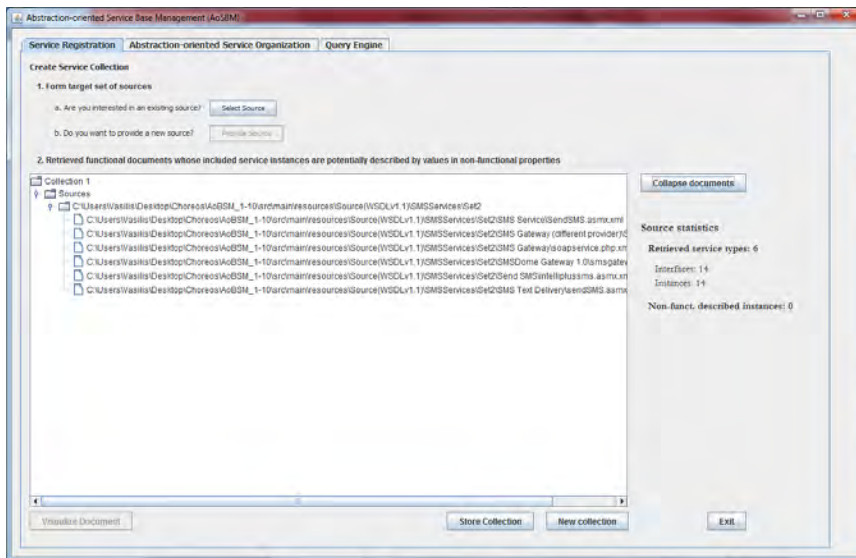 Abstraction-oriented Service Base Management (AoSBM)
Service Registration
Abstraction-oriented Service Organization
Query Engine
Create Service Collection
1. Form target set of sources
a. Are you interested in an existing source?
Select Source
b. Do you want to provide a new source?
Provide Source
2. Retrieved functional documents whose included service instances are potentially described by values in non-functional properties
Collection 1
Sources
C:\Users\Vasilis\Desktop\Choreos\AoBSM_1-10\src\main\resources\Source(WSDLv1.1)\SMSServices\Set2
C:\Users\Vasilis\Desktop\Choreos\AoBSM_1-10\src\main\resources\Source(WSDLv1.1)\SMSServices\Set2\SMS Service\SendSMS.asmx.xml
C:\Users\Vasilis\Desktop\Choreos\AoBSM_1-10\src\main\resources\Source(WSDLv1.1)\SMSServices\Set2\SMS Gateway (different provider)\S
C:\Users\Vasilis\Desktop\Choreos\AoBSM_1-10\src\main\resources\Source(WSDLv1.1)\SMSServices\Set2\SMS Gateway\soapservice.php.xm
C:\Users\Vasilis\Desktop\Choreos\AoBSM_1-10\src\main\resources\Source(WSDLv1.1)\SMSServices\Set2\SMSDome Gateway 1.0\smsgatew
C:\Users\Vasilis\Desktop\Choreos\AoBSM_1-10\src\main\resources\Source(WSDLv1.1)\SMSServices\Set2\Send SMS\intelliplussms.asmx.xm
C:\Users\Vasilis\Desktop\Choreos\AoBSM_1-10\src\main\resources\Source(WSDLv1.1)\SMSServices\Set2\SMS Text Delivery\sendSMS.asmx
Collapse documents
Source statistics
Retrieved service types: 6
Interfaces: 14
Instances: 14
Non-funct. described instances: 0
Visualize Document
Store Collection
New collection
Exit